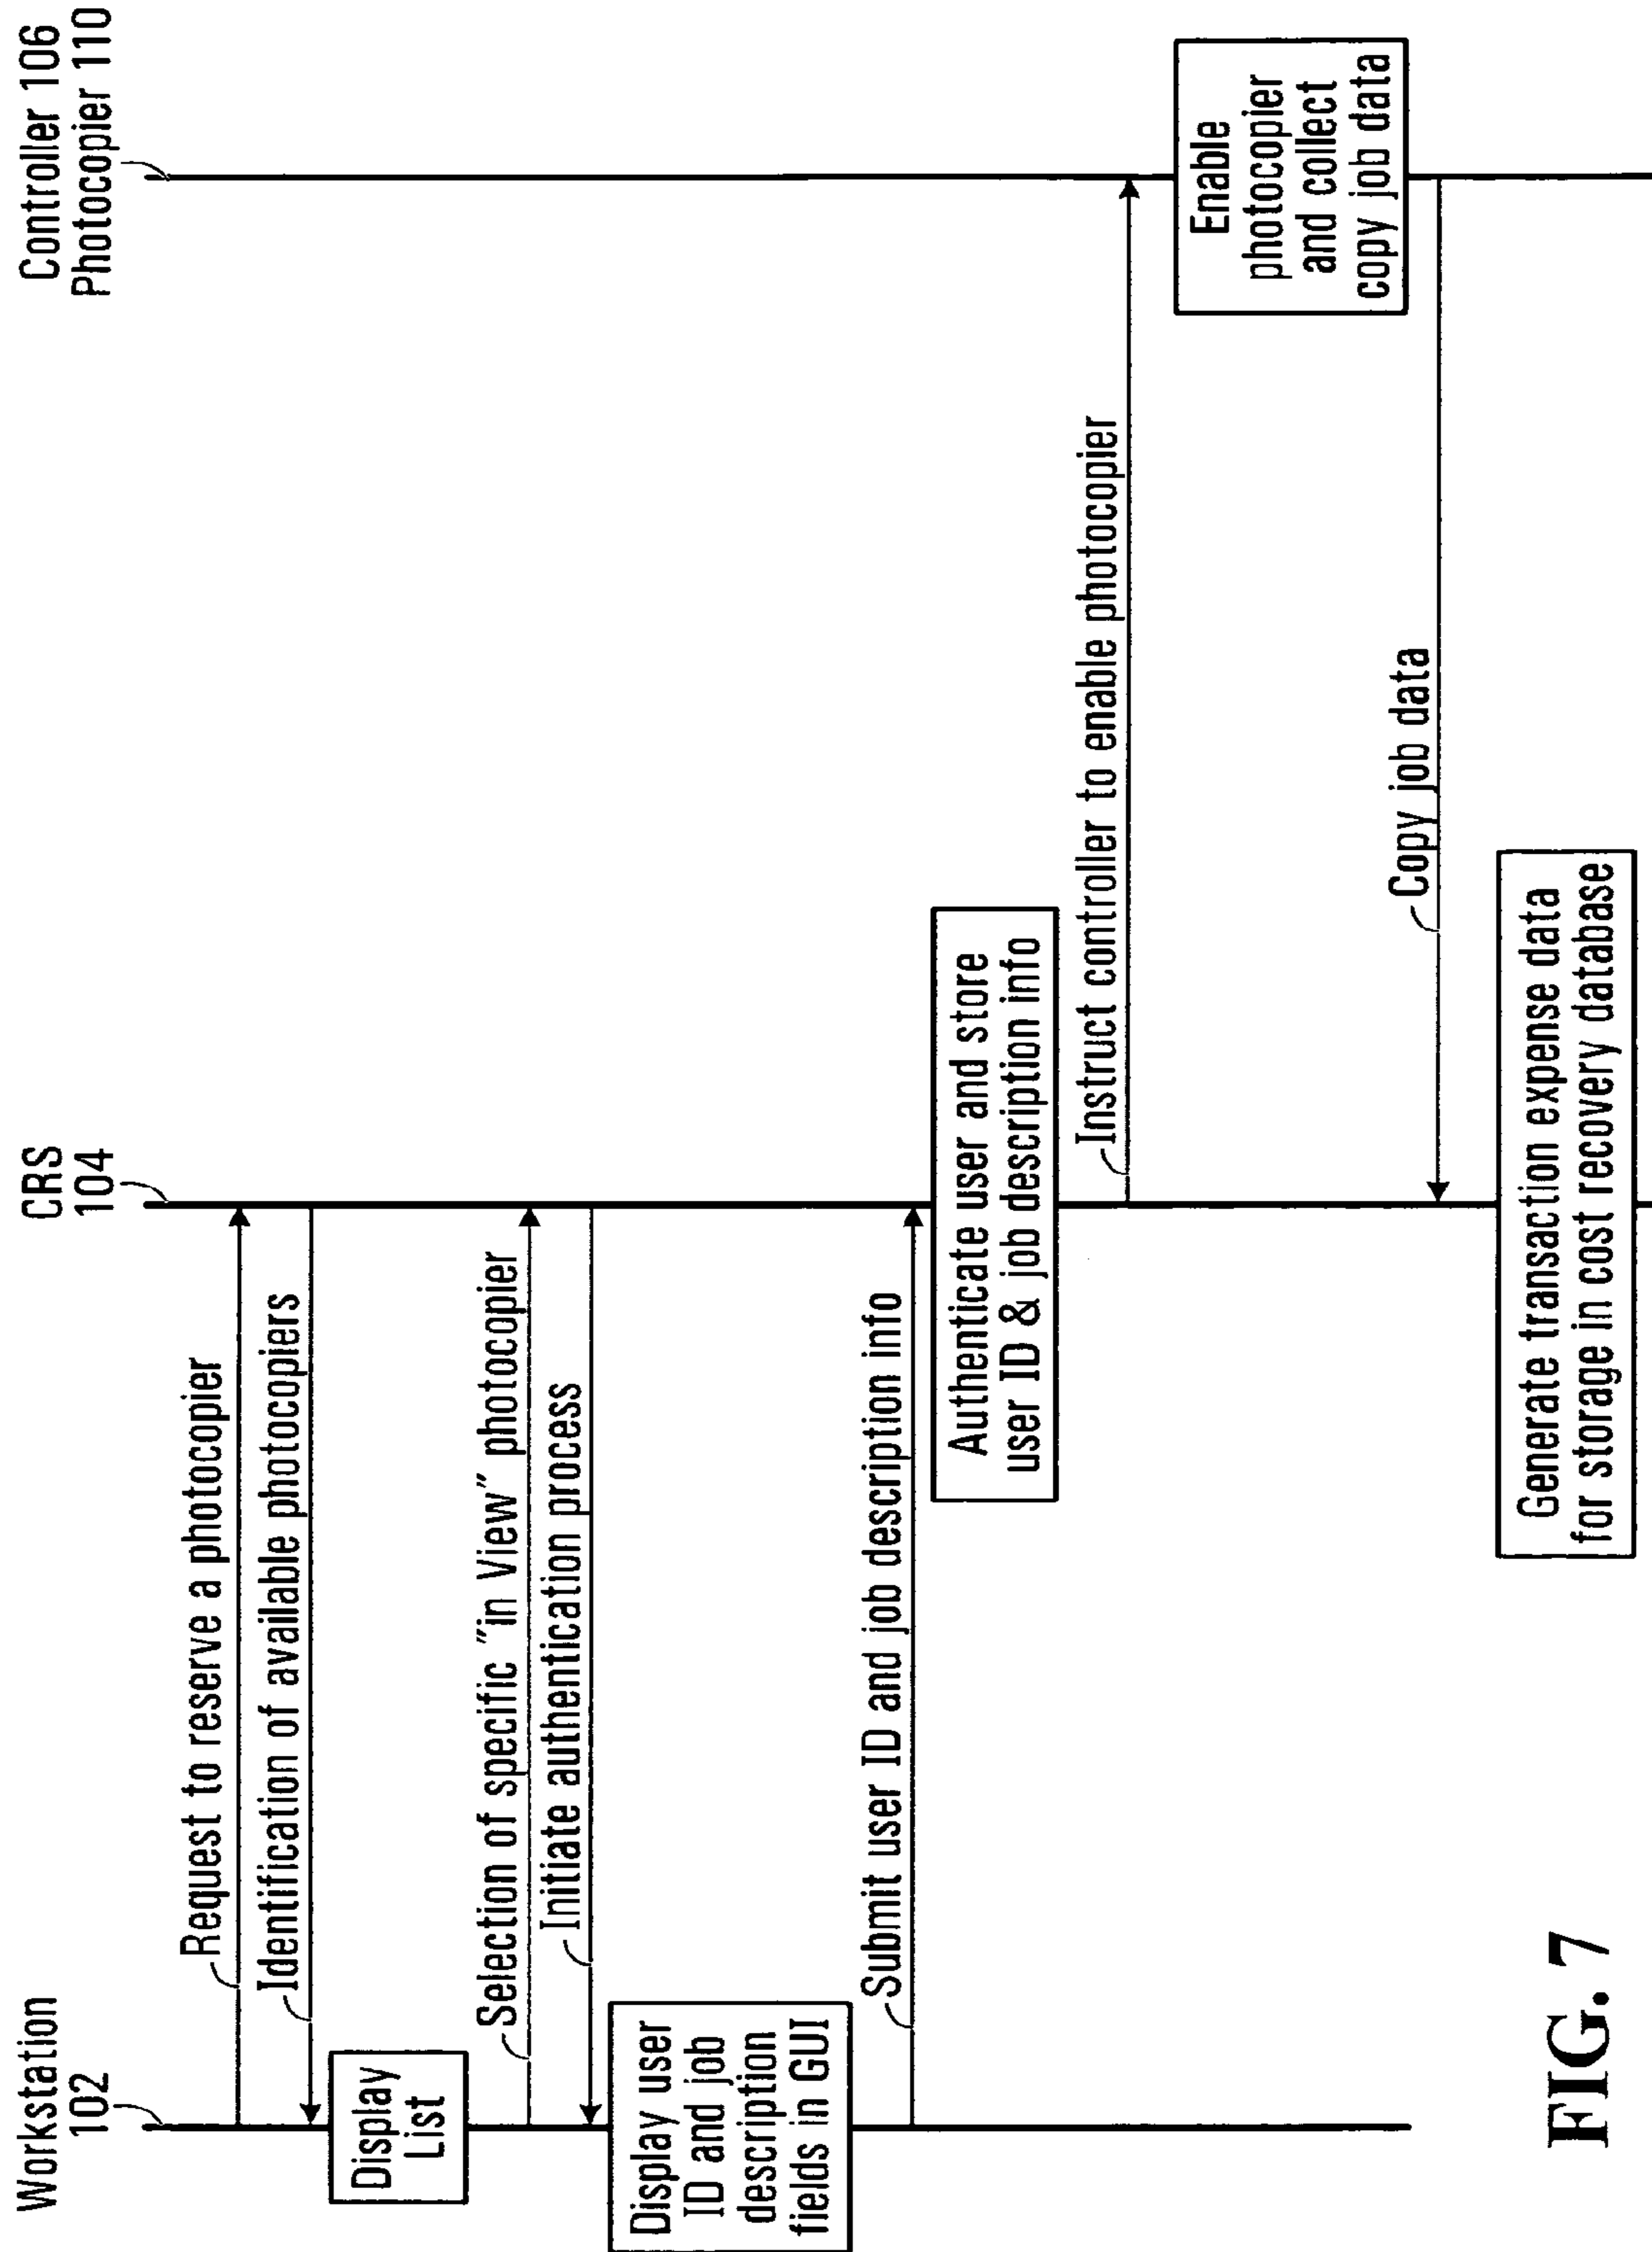 Workstation
102
CRS
104
Controller 106
Photocopier 110
Request to reserve a photocopier
Identification of available photocopiers
Display
List
Selection of specific "in View" photocopier
Initiate authentication process
Display user
ID and job
description
fields in GUI
Submit user ID and job description info
Authenticate user and store
user ID & job description info
Instruct controller to enable photocopier
Enable
photocopier
and collect
copy job data
Copy job data
Generate transaction expense data
for storage in cost recovery database
FIG. 7